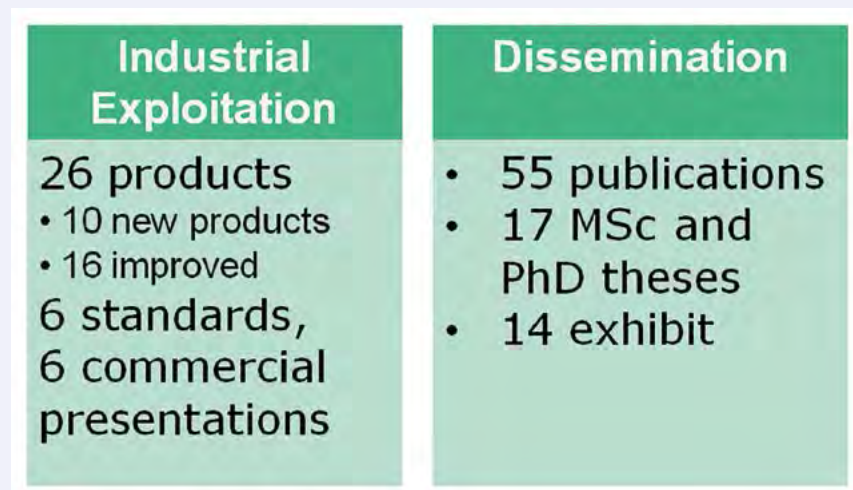 Industrial
Exploitation
26 products
• 10 new products
• 16 improved
6 standards,
6 commercial
presentations
Dissemination
• 55 publications
• 17 MSc and
PhD theses
• 14 exhibit